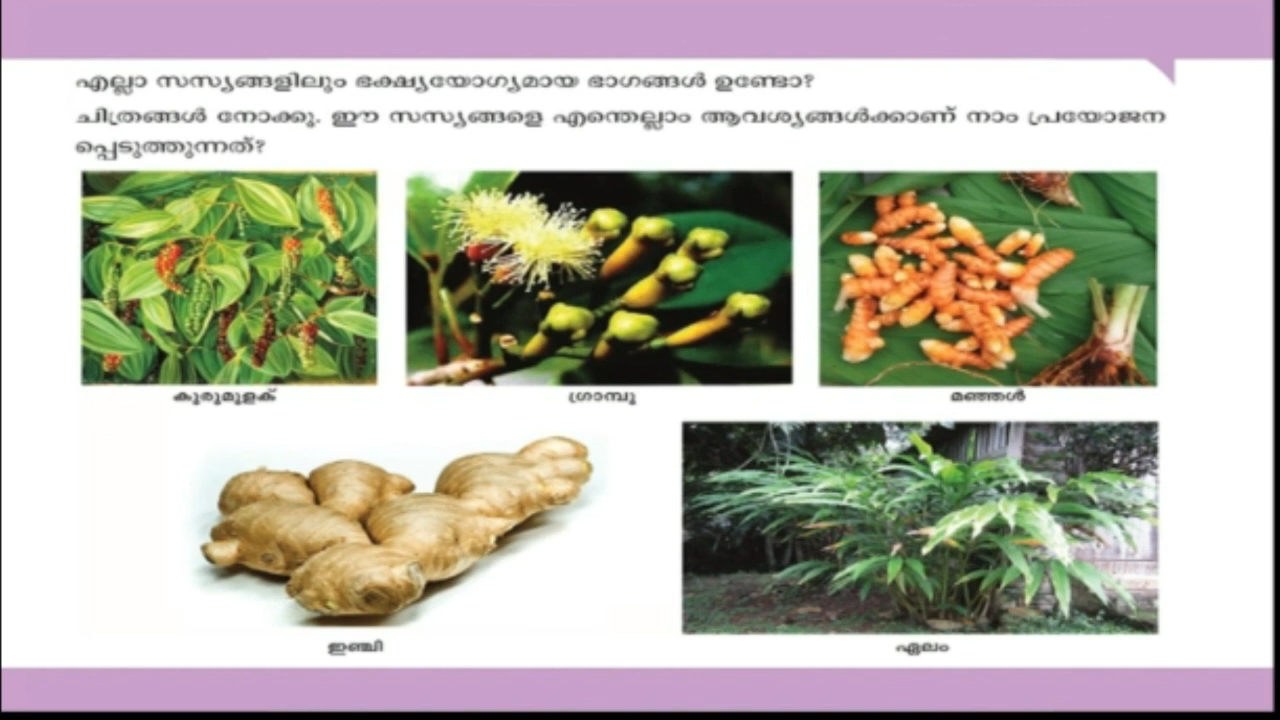 എല്ലാ സസ്യങ്ങളിലും ഭക്ഷ്യയോഗ്യമായ ഭാഗങ്ങൾ ഉണ്ടോ?
ചിത്രങ്ങൾ നോക്കൂ. ഈ സസ്യങ്ങളെ എന്തെല്ലാം ആവശ്യങ്ങൾക്കാണ് നാം പ്രയോജന
പ്പെടുത്തുന്നത്?
കുരുമുളക്
ഗ്രാമ്പൂ
മഞ്ഞൾ
ഇഞ്ചി
ഏലം